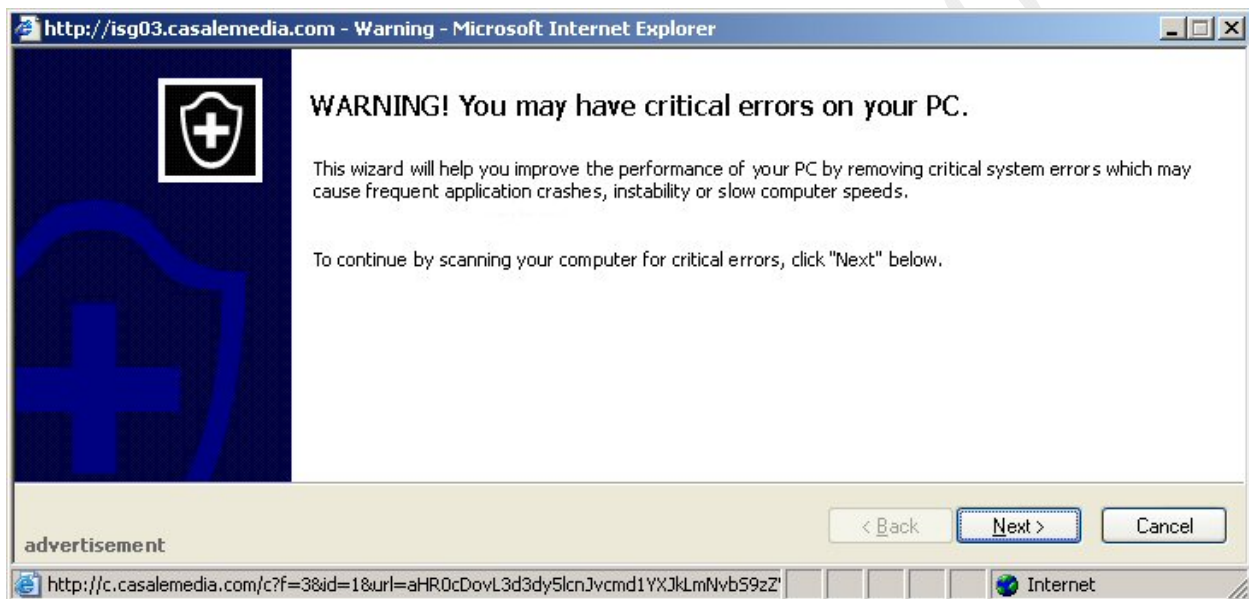 http://isg03.casalemedia.com - Warning - Microsoft Internet Explorer
WARNING! You may have critical errors on your PC.
This wizard will help you improve the performance of your PC by removing critical system errors which may
cause frequent application crashes, instability or slow computer speeds.
To continue by scanning your computer for critical errors, click "Next" below.
< Back
Next >
Cancel
advertisement
http://c.casalemedia.com/c?f=3&id=1&url=aHR0cDovL3d3dy5lcnJvcmd1YXJkLmNvbS9zZ'
Internet